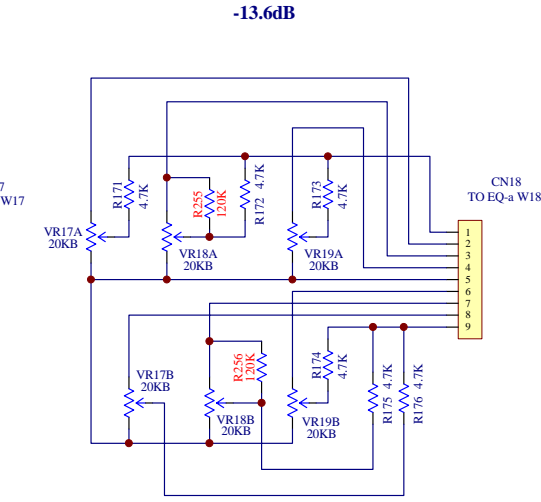 -13.6dB
7
W17
CN18
TO EQ-a W18
R171
4.7K
R255
120K
R172 4.7K
R173
4.7K
VR17A
20KB
VR18A
20KB
VR19A
20KB
1
2
3
4
5
6
7
8
9
VR17B
20KB
R256
120K
R174
4.7K
VR18B
20KB
VR19B
20KB
R175 4.7K
R176 4.7K